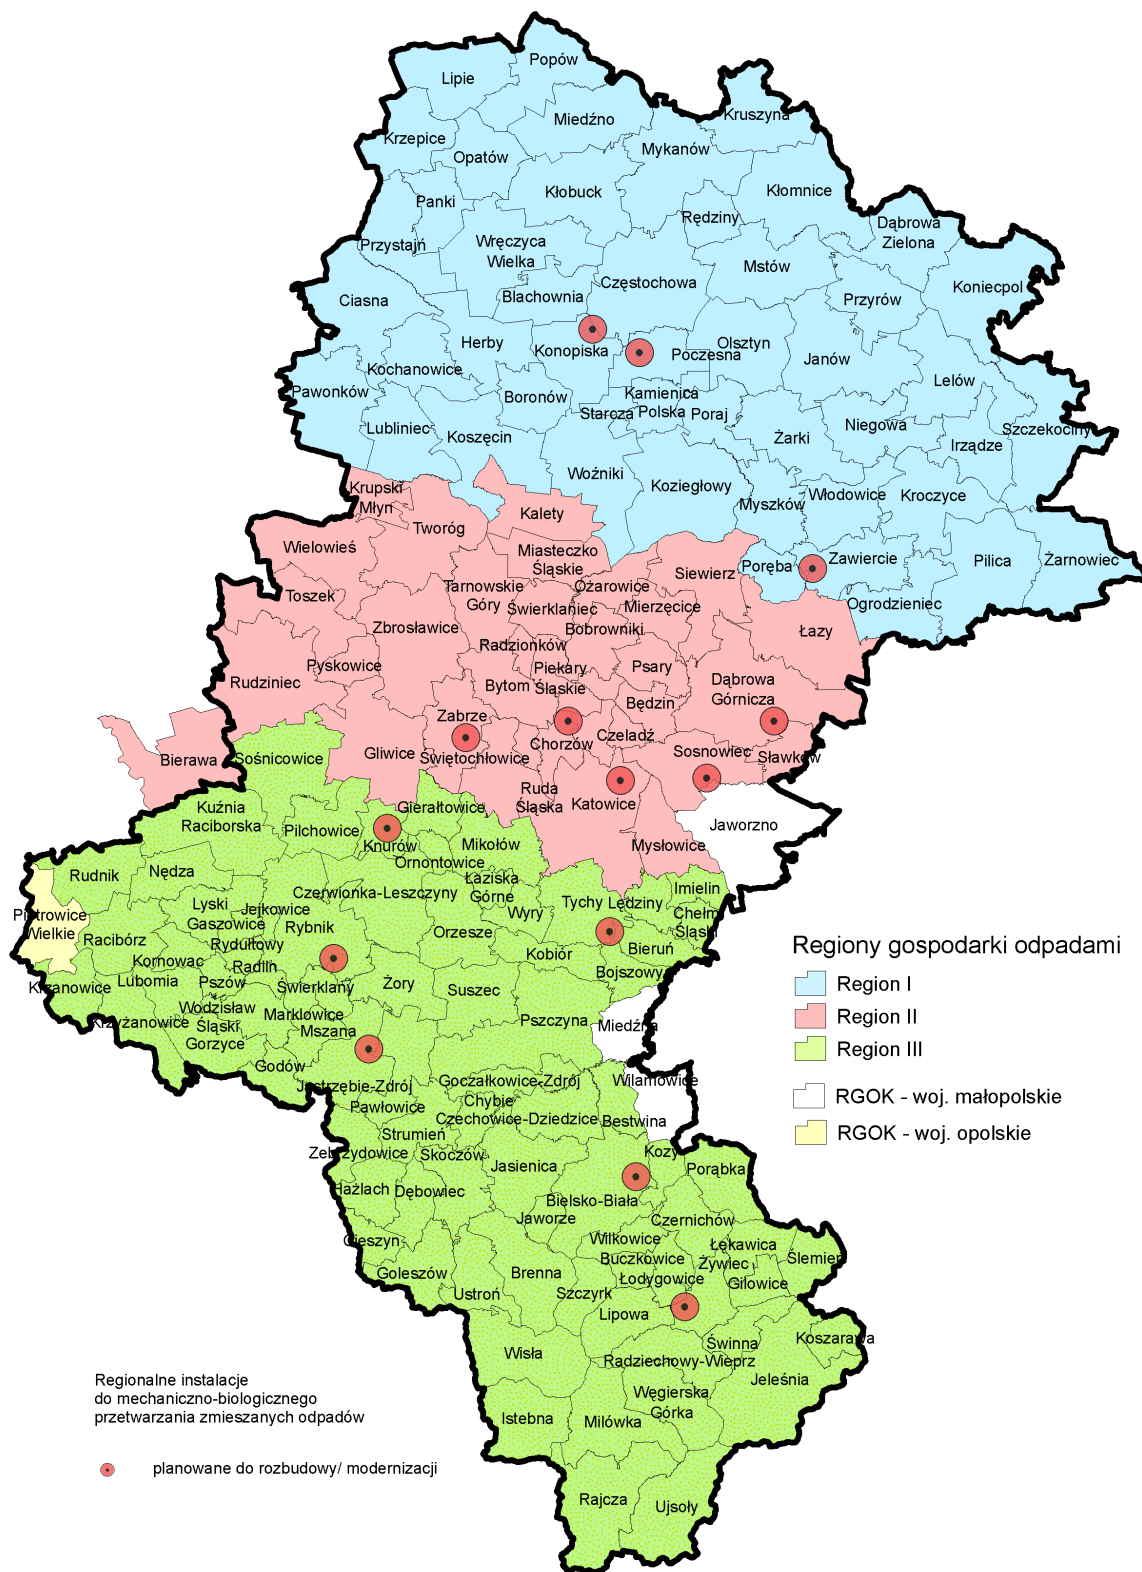 Popów
Lipie
Kruszyna
Miedźno
Krzepice
Mykanów
Opatów
Kłobuck
Kłomnice
Panki
Rędziny
Dąbrowa
Zielona
Przystajń
Wręczyca
Wielka
Mstów
Częstochowa
Koniecpol
Ciasna
Blachownia
Przyrów
Herby
Konopiska
Poczesna
Olsztyn
Janów
Kochanowice
Lelów
Pawonków
Boronów
Kamienica
Polska
Starcza
Poraj
Lubliniec
Koszęcin
Żarki
Niegowa
Irządze
Szczekociny
Woźniki
Koziegłowy
Krupski
Młyn
Myszków
Włodowice
Kroczyce
Kalety
Tworóg
Wielowieś
Miasteczko
Śląskie
Siewierz
Poręba
Zawiercie
Pilica
Żarnowiec
Toszek
Tarnowskie
Góry
Ożarowice
Świerklaniec
Mierzęcice
Ogrodzieniec
Zbrosławice
Bobrowniki
Łazy
Radzionków
Pyskowice
Piekary
Śląskie
Psary
Rudziniec
Bytom
Dąbrowa
Górnicza
Będzin
Zabrze
Chorzów
Czeladź
Bierawa
Sośnicowice
Gliwice
Świętochłowice
Sosnowiec
Sławków
Ruda
Śląska
Katowice
Kuźnia
Raciborska
Gierałtowice
Pilchowice
Knurów
Mikołów
Mysłowice
Jaworzno
Ornontowice
Rudnik
Nędza
Łaziska
Górne
Imielin
Czerwionka-Leszczyny
Lyski
Jejkowice
Wyry
Tychy
Lędziny
Chełm
Śląski
Pietrowice
Wielkie
Gaszowice
Rybnik
Racibórz
Rydułtowy
Orzesze
Bieruń
Kornowac
Radlin
Kobiór
Bojszowy
Krzanowice
Lubomia
Pszów
Świerklany
Żory
Suszec
Krzyżanowice
Wodzisław
Śląski
Marklowice
Mszana
Pszczyna
Miedźna
Gorzyce
Godów
Jastrzębie-Zdrój
Goczałkowice-Zdrój
Wilamowice
Pawłowice
Chybie
Czechowice-Dziedzice
Bestwina
Strumień
Zebrzydowice
Skoczów
Jasienica
Kozy
Porąbka
Hażlach
Dębowiec
Bielsko-Biała
Jaworze
Czernichów
Cieszyn
Wilkowice
Łękawica
Ślemień
Buczkowice
Żywiec
Goleszów
Brenna
Łodygowice
Gilowice
Ustroń
Szczyrk
Lipowa
Świnna
Koszarawa
Wisła
Radziechowy-Wieprz
Jeleśnia
Węgierska
Górka
Istebna
Milówka
Rajcza
Ujsoły
Regiony gospodarki odpadami
Region I
Region II
Region III
RGOK - woj. małopolskie
RGOK - woj. opolskie
Regionalne instalacje
do mechaniczno-biologicznego
przetwarzania zmieszanych odpadów
planowane do rozbudowy/ modernizacji